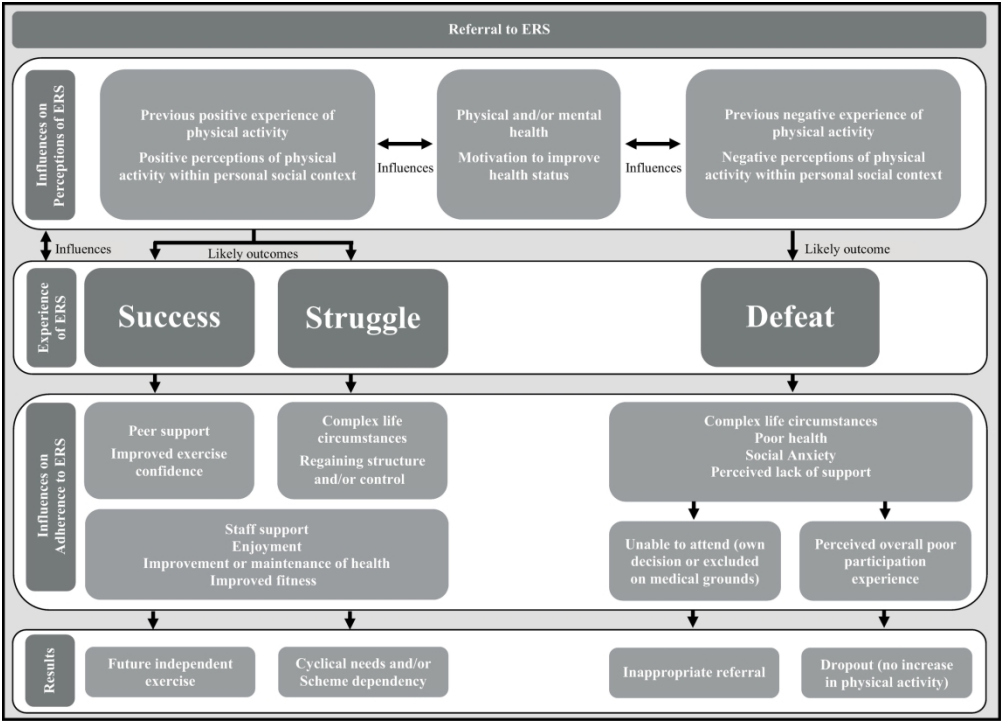 Referral to ERS
Influences on
Perceptions of ERS
Previous positive experience of
physical activity
Positive perceptions of physical
activity within personal social context
Influences
Physical and/or mental
health
Motivation to improve
health status
Influences
Previous negative experience of
physical activity
Negative perceptions of physical
activity within personal social context
Influences
Likely outcomes
Likely outcome
Experience
of ERS
Success
Struggle
Defeat
Influences on
Adherence to ERS
Peer support
Improved exercise
confidence
Complex life
circumstances
Regaining structure
and/or control
Staff support
Enjoyment
Improvement or maintenance of health
Improved fitness
Complex life circumstances
Poor health
Social Anxiety
Perceived lack of support
Unable to attend (own
decision or excluded
on medical grounds)
Perceived overall poor
participation
experience
Results
Future independent
exercise
Cyclical needs and/or
Scheme dependency
Inappropriate referral
Dropout (no increase
in physical activity)